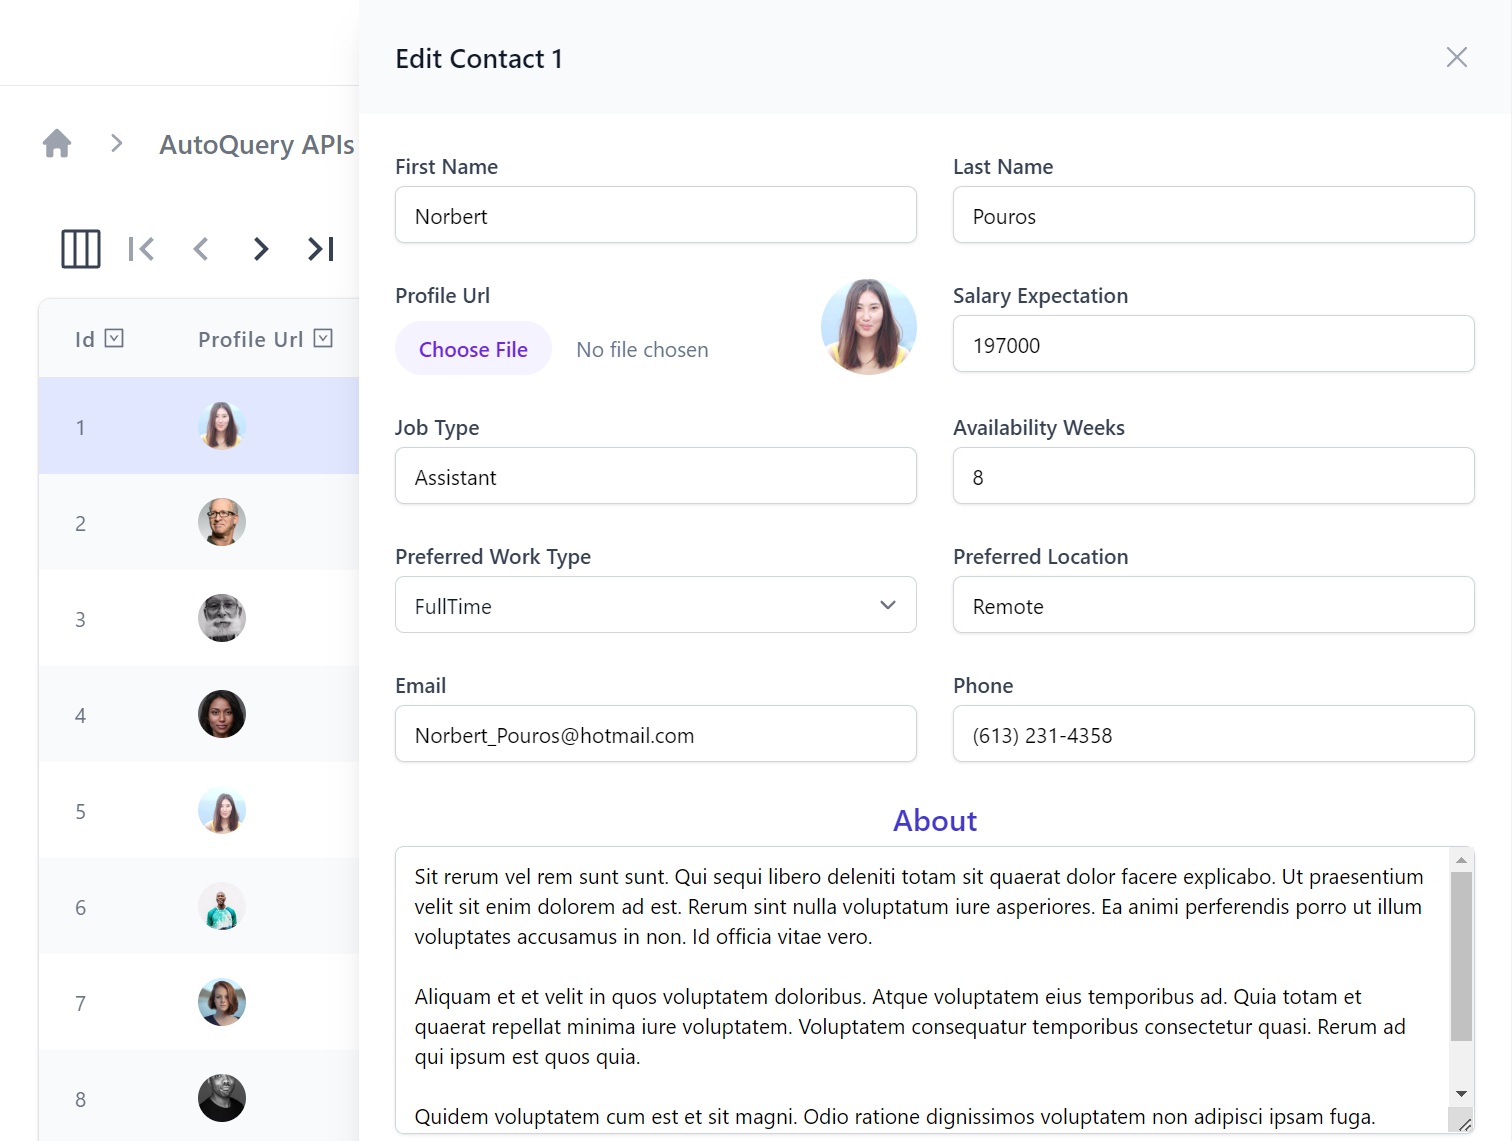 AutoQuery APIs
Id
Profile Url
1
2
3
4
5
6
7
8
Edit Contact 1
First Name
Norbert
Last Name
Pouros
Profile Url
Choose File
No file chosen
Salary Expectation
197000
Job Type
Assistant
Availability Weeks
8
Preferred Work Type
FullTime
Preferred Location
Remote
Email
Norbert_Pouros@hotmail.com
Phone
(613) 231-4358
About
Sit rerum vel rem sunt sunt. Qui sequi libero deleniti totam sit quaerat dolor facere explicabo. Ut praesentium
velit sit enim dolorem ad est. Rerum sint nulla voluptatum iure asperiores. Ea animi perferendis porro ut illum
voluptates accusamus in non. Id officia vitae vero.
Aliquam et et velit in quos voluptatem doloribus. Atque voluptatem eius temporibus ad. Quia totam et
quaerat repellat minima iure voluptatem. Voluptatem consequatur temporibus consectetur quasi. Rerum ad
qui ipsum est quos quia.
Quidem voluptatem cum est et sit magni. Odio ratione dignissimos voluptatem non adipisci ipsam fuga.